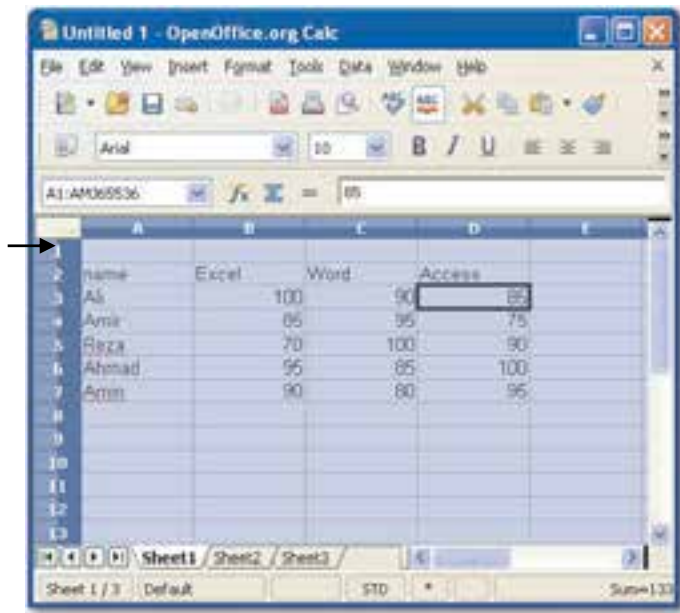 Untitled 1 - OpenOffice.org Calc
File Edit View Insert Format Tools Data Window Help
Arial 10 B I U
A1:AMJ65536 = 85
A B C D E
1
2 name Excel Word Access
3 Ali 100 90 85
4 Amir 85 95 75
5 Reza 70 100 90
6 Ahmad 95 85 100
7 Amin 90 80 95
8
9
10
11
12
13
Sheet1 Sheet2 Sheet3
Sheet 1 / 3 Default STD * Sum=133